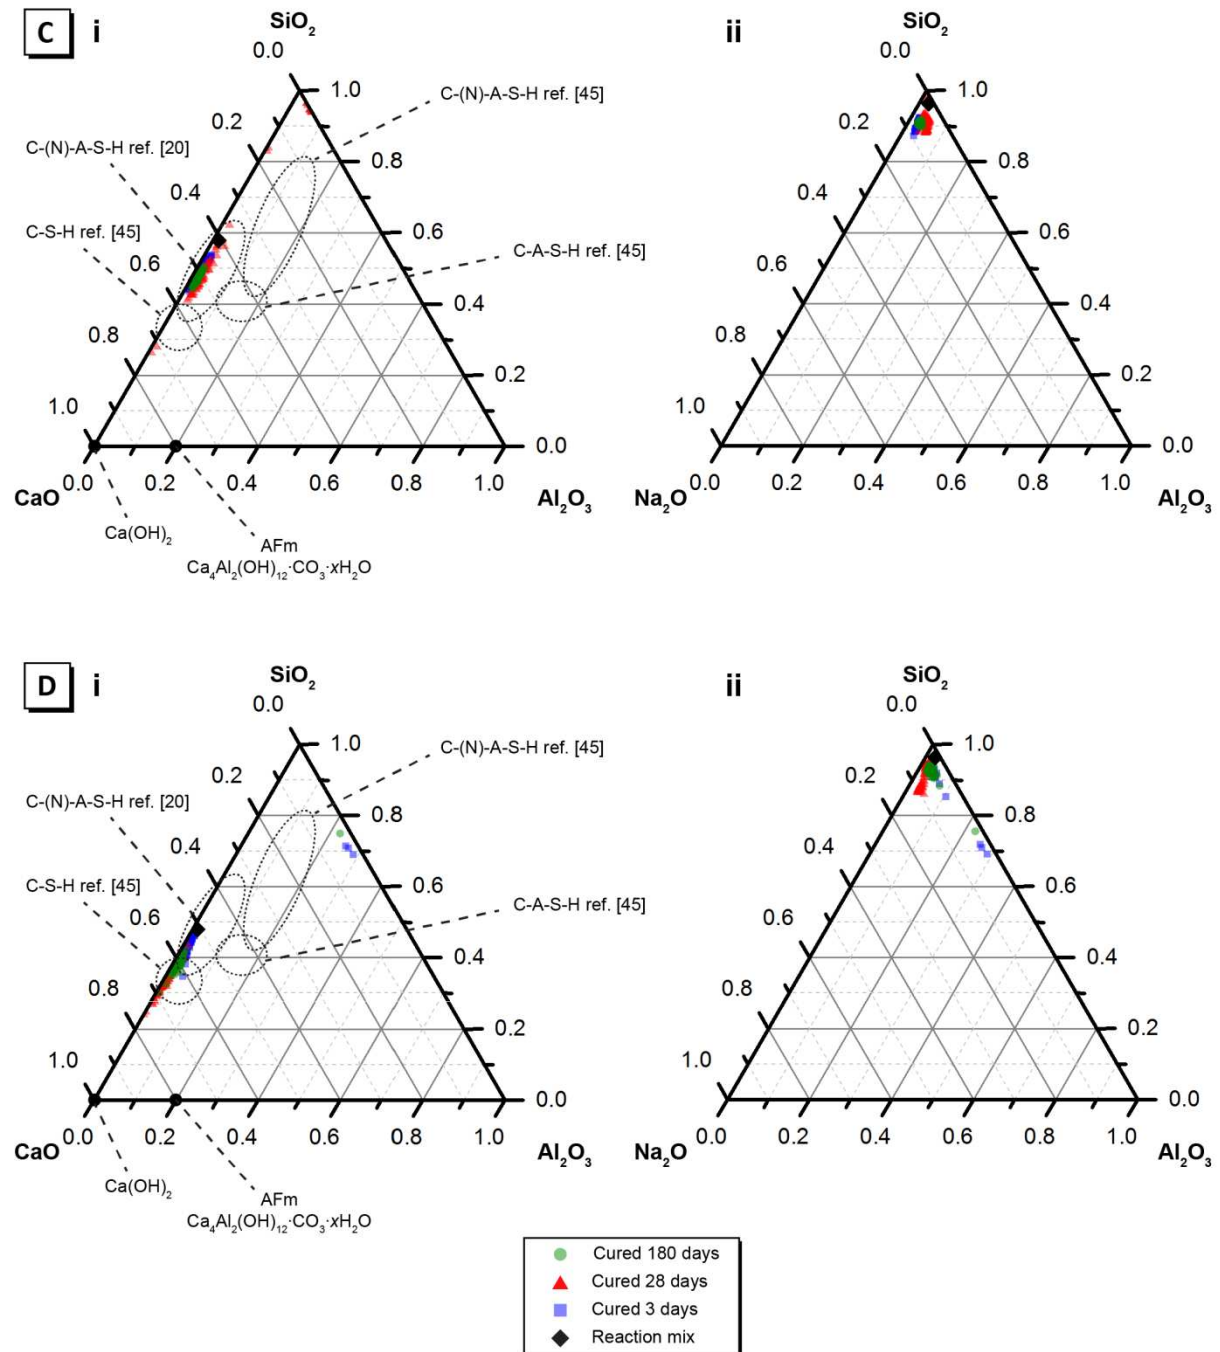 C i ii
SiO₂ SiO₂
0.0 0.0
1.0 1.0
C-(N)-A-S-H ref. [45]
0.2 0.2
C-(N)-A-S-H ref. [20]
0.8 0.8
0.4 0.4
C-S-H ref. [45]
0.6 0.6
C-A-S-H ref. [45]
0.6 0.6
0.4 0.4
0.8 0.8
0.2 0.2
1.0 1.0
0.0 0.0
0.0 0.2 0.4 0.6 0.8 1.0 0.0 0.2 0.4 0.6 0.8 1.0
CaO Al₂O₃ Na₂O Al₂O₃
Ca(OH)₂
AFm
Ca₄Al₂(OH)₁₂·CO₃·xH₂O
D i ii
SiO₂ SiO₂
0.0 0.0
1.0 1.0
C-(N)-A-S-H ref. [45]
0.2 0.2
C-(N)-A-S-H ref. [20]
0.8 0.8
0.4 0.4
C-S-H ref. [45]
0.6 0.6
C-A-S-H ref. [45]
0.6 0.6
0.4 0.4
0.8 0.8
0.2 0.2
1.0 1.0
0.0 0.0
0.0 0.2 0.4 0.6 0.8 1.0 0.0 0.2 0.4 0.6 0.8 1.0
CaO Al₂O₃ Na₂O Al₂O₃
Ca(OH)₂
AFm
Ca₄Al₂(OH)₁₂·CO₃·xH₂O
Cured 180 days
Cured 28 days
Cured 3 days
Reaction mix